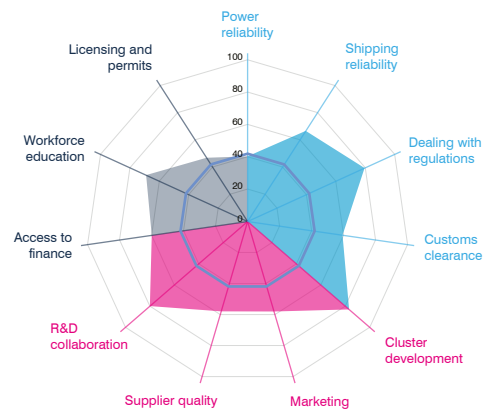 Power
reliability
Licensing and
permits
Shipping
reliability
100
80
60
40
20
0
Workforce
education
Dealing with
regulations
Access to
finance
Customs
clearance
R&D
collaboration
Cluster
development
Supplier quality
Marketing